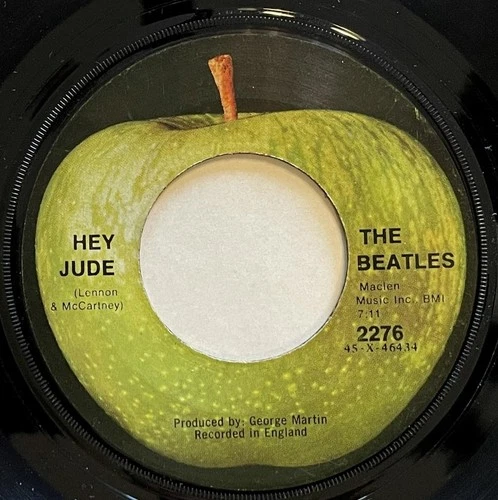 HEY
JUDE
(Lennon
& McCartney)
THE
BEATLES
Maclen
Music Inc. BMI
7:11
2276
45-X-46434
Produced by: George Martin
Recorded in England